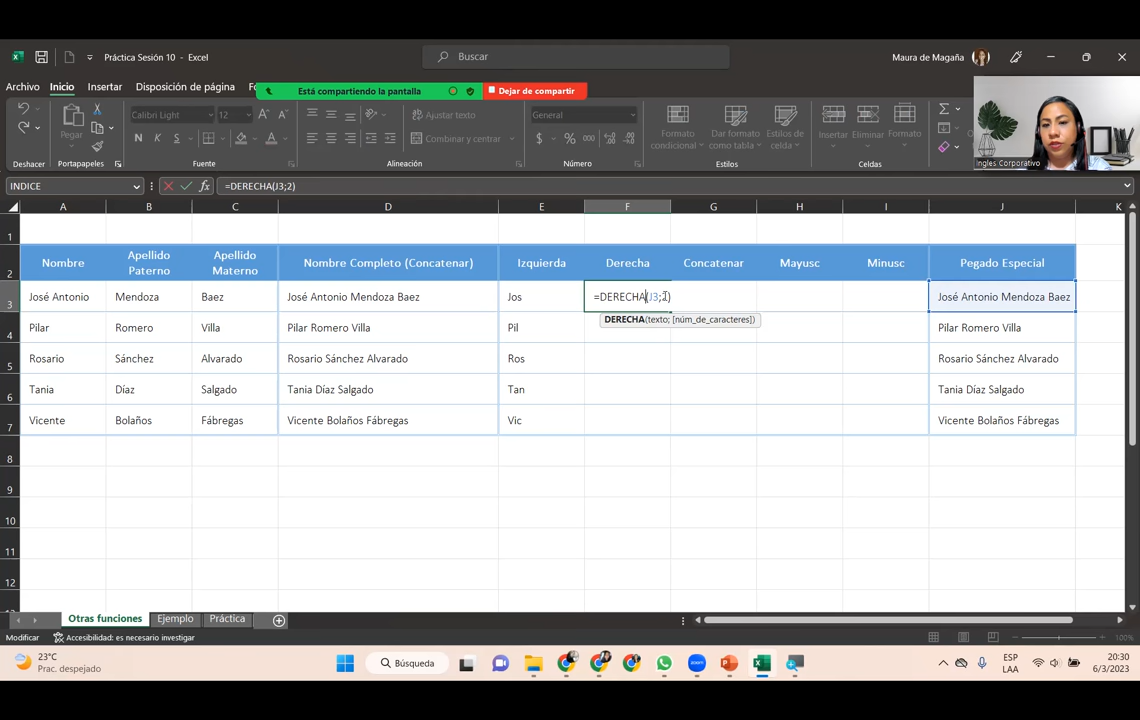 Práctica Sesión 10 - Excel
Buscar
Maura de Magaña
Archivo Inicio Insertar Disposición de página
Está compartiendo la pantalla
Dejar de compartir
Calibri Light 12
Ajustar texto
General
Pegar
N K S
Combinar y centrar
$ % 000
Formato condicional
Dar formato como tabla
Estilos de celda
Insertar Eliminar Formato
Ingles Corporativo
Deshacer Portapapeles Fuente Alineación Número Estilos Celdas
INDICE
=DERECHA(J3;2)
A B C D E F G H I J K
1
2 Nombre Apellido Paterno Apellido Materno Nombre Completo (Concatenar) Izquierda Derecha Concatenar Mayusc Minusc Pegado Especial
3 José Antonio Mendoza Baez José Antonio Mendoza Baez Jos =DERECHA(J3;2) José Antonio Mendoza Baez
DERECHA(texto; [núm_de_caracteres])
4 Pilar Romero Villa Pilar Romero Villa Pil Pilar Romero Villa
5 Rosario Sánchez Alvarado Rosario Sánchez Alvarado Ros Rosario Sánchez Alvarado
6 Tania Díaz Salgado Tania Díaz Salgado Tan Tania Díaz Salgado
7 Vicente Bolaños Fábregas Vicente Bolaños Fábregas Vic Vicente Bolaños Fábregas
8
9
10
11
12
Otras funciones Ejemplo Práctica
Modificar Accesibilidad: es necesario investigar
100%
23°C
Prac. despejado
Búsqueda
ESP
LAA
20:30
6/3/2023